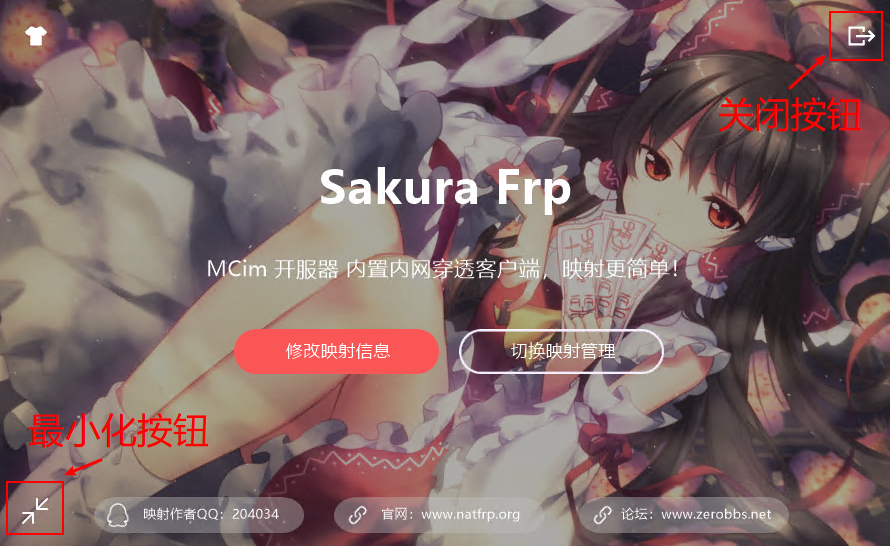 关闭按钮
Sakura Frp
MCim 开服器 内置内网穿透客户端，映射更简单！
修改映射信息
切换映射管理
最小化按钮
映射作者QQ：204034
官网：www.natfrp.org
论坛：www.zerobbs.net